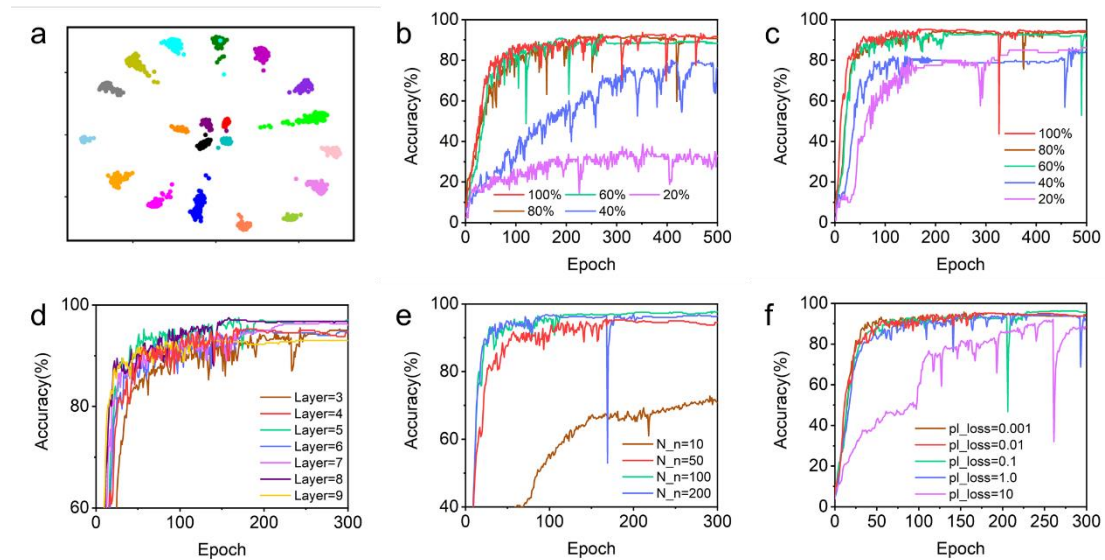 a
b
Accuracy(%)
100
80
60
40
20
0
100% 60% 20%
80% 40%
0 100 200 300 400 500
Epoch
c
Accuracy(%)
100
80
60
40
20
0
100%
80%
60%
40%
20%
0 100 200 300 400 500
Epoch
d
Accuracy(%)
100
80
60
Layer=3
Layer=4
Layer=5
Layer=6
Layer=7
Layer=8
Layer=9
0 100 200 300
Epoch
e
Accuracy(%)
100
80
60
40
N_n=10
N_n=50
N_n=100
N_n=200
0 100 200 300
Epoch
f
Accuracy(%)
100
80
60
40
20
0
pl_loss=0.001
pl_loss=0.01
pl_loss=0.1
pl_loss=1.0
pl_loss=10
0 50 100 150 200 250 300
Epoch